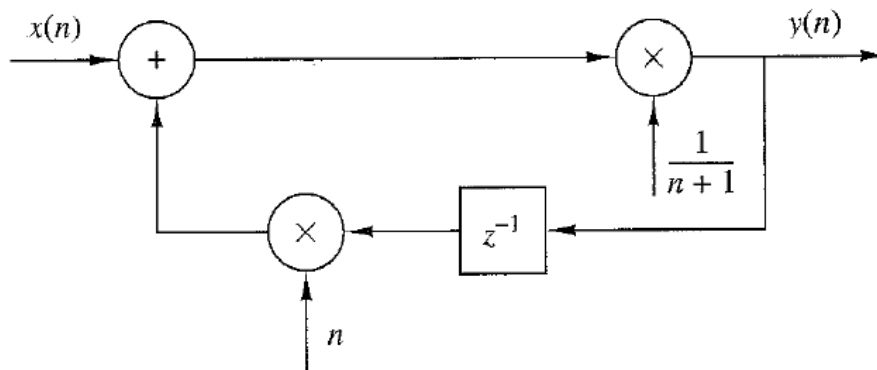 x(n)
y(n)
+
×
1
n + 1
×
z⁻¹
n